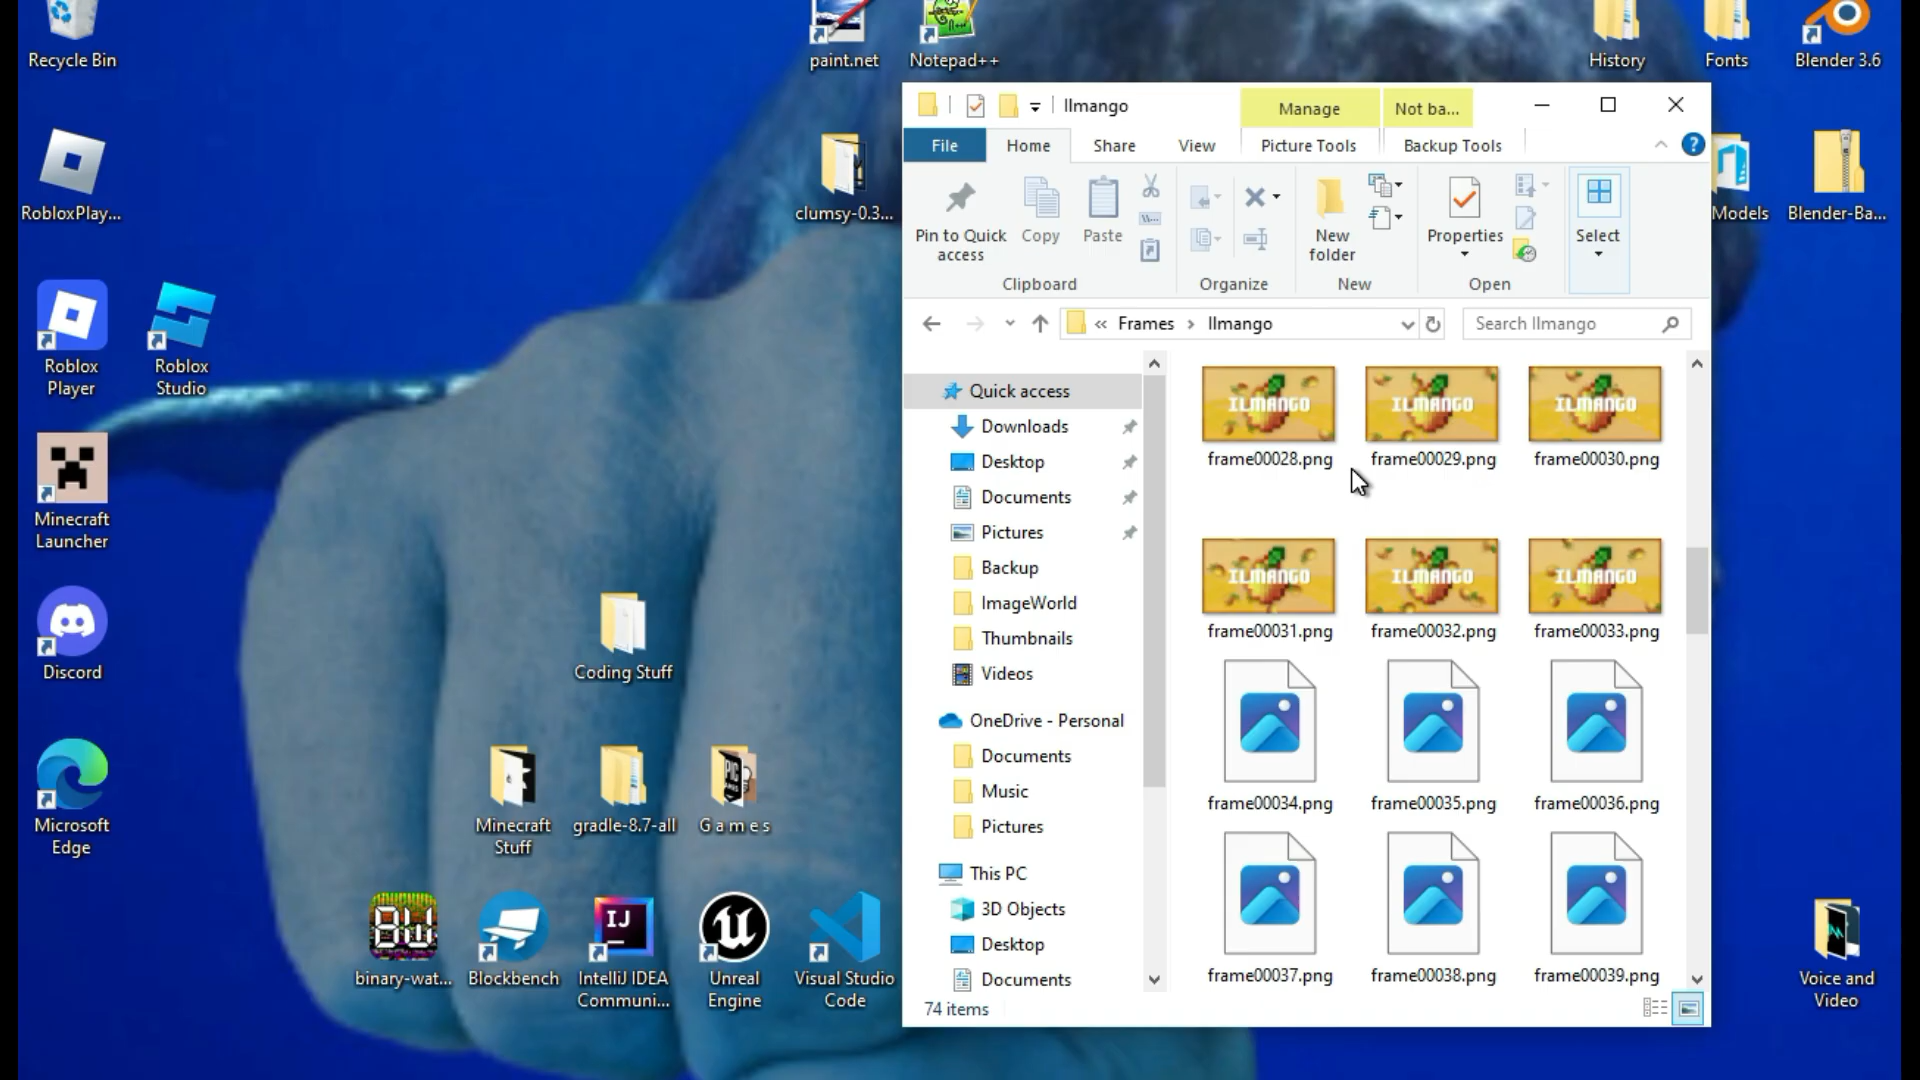 Recycle Bin
paint.net
Notepad++
History
Fonts
Blender 3.6
RobloxPlay...
clumsy-0.3...
Models
Blender-Ba...
Roblox
Player
Roblox
Studio
Minecraft
Launcher
Discord
Microsoft
Edge
Coding Stuff
Minecraft
Stuff
gradle-8.7-all
G a m e s
EPIC
GAMES
binary-wat...
Blockbench
IJ
IntelliJ IDEA
Communi...
Unreal
Engine
Visual Studio
Code
Voice and
Video
Ilmango
Manage
Not ba...
File
Home
Share
View
Picture Tools
Backup Tools
?
Pin to Quick
access
Copy
Paste
New
folder
Properties
Select
Clipboard
Organize
New
Open
« Frames > Ilmango
Search Ilmango
Quick access
Downloads
Desktop
Documents
Pictures
Backup
ImageWorld
Thumbnails
Videos
OneDrive - Personal
Documents
Music
Pictures
This PC
3D Objects
Desktop
Documents
ILMANGO
ILMANGO
ILMANGO
frame00028.png
frame00029.png
frame00030.png
ILMANGO
ILMANGO
ILMANGO
frame00031.png
frame00032.png
frame00033.png
frame00034.png
frame00035.png
frame00036.png
frame00037.png
frame00038.png
frame00039.png
74 items